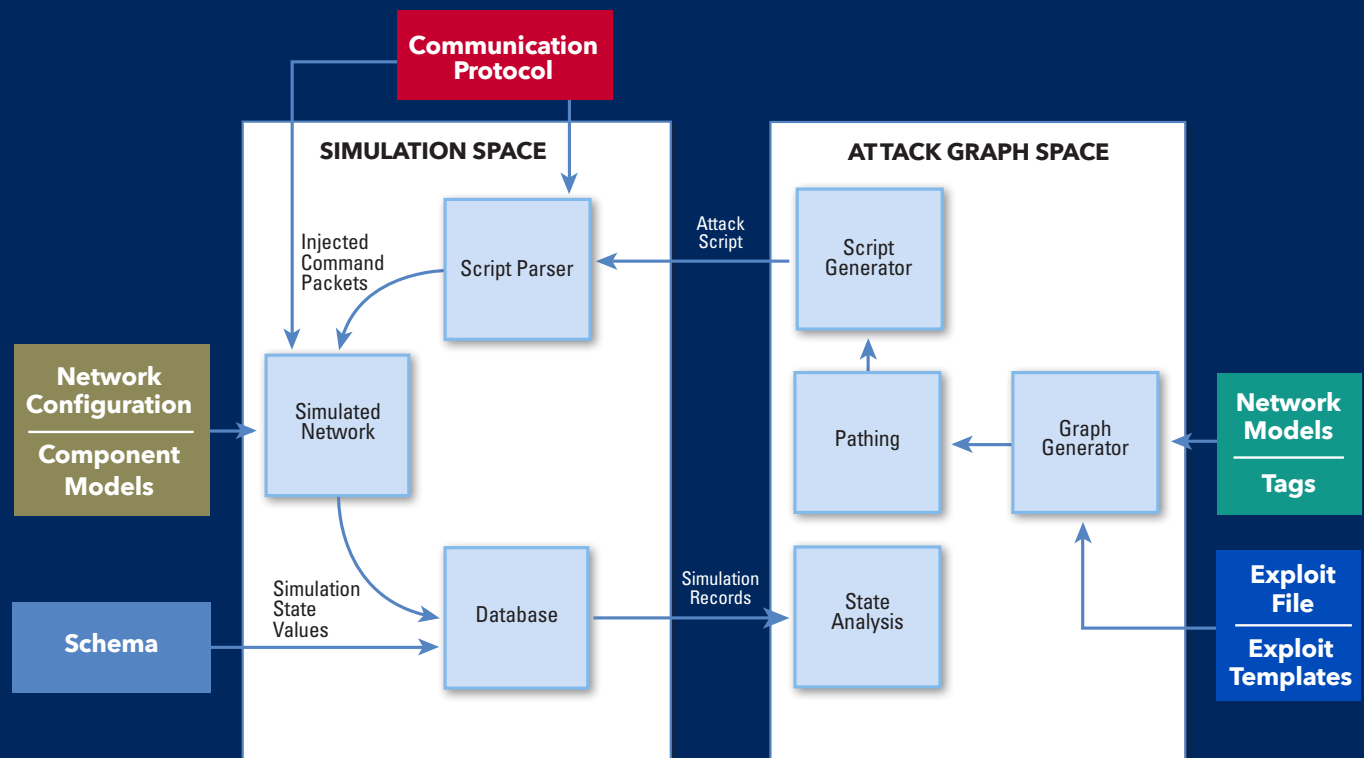 Communication
Protocol
SIMULATION SPACE
ATTACK GRAPH SPACE
Injected
Command
Packets
Script Parser
Attack
Script
Script
Generator
Network
Configuration
Component
Models
Simulated
Network
Pathing
Graph
Generator
Network
Models
Tags
Schema
Simulation
State
Values
Database
Simulation
Records
State
Analysis
Exploit
File
Exploit
Templates